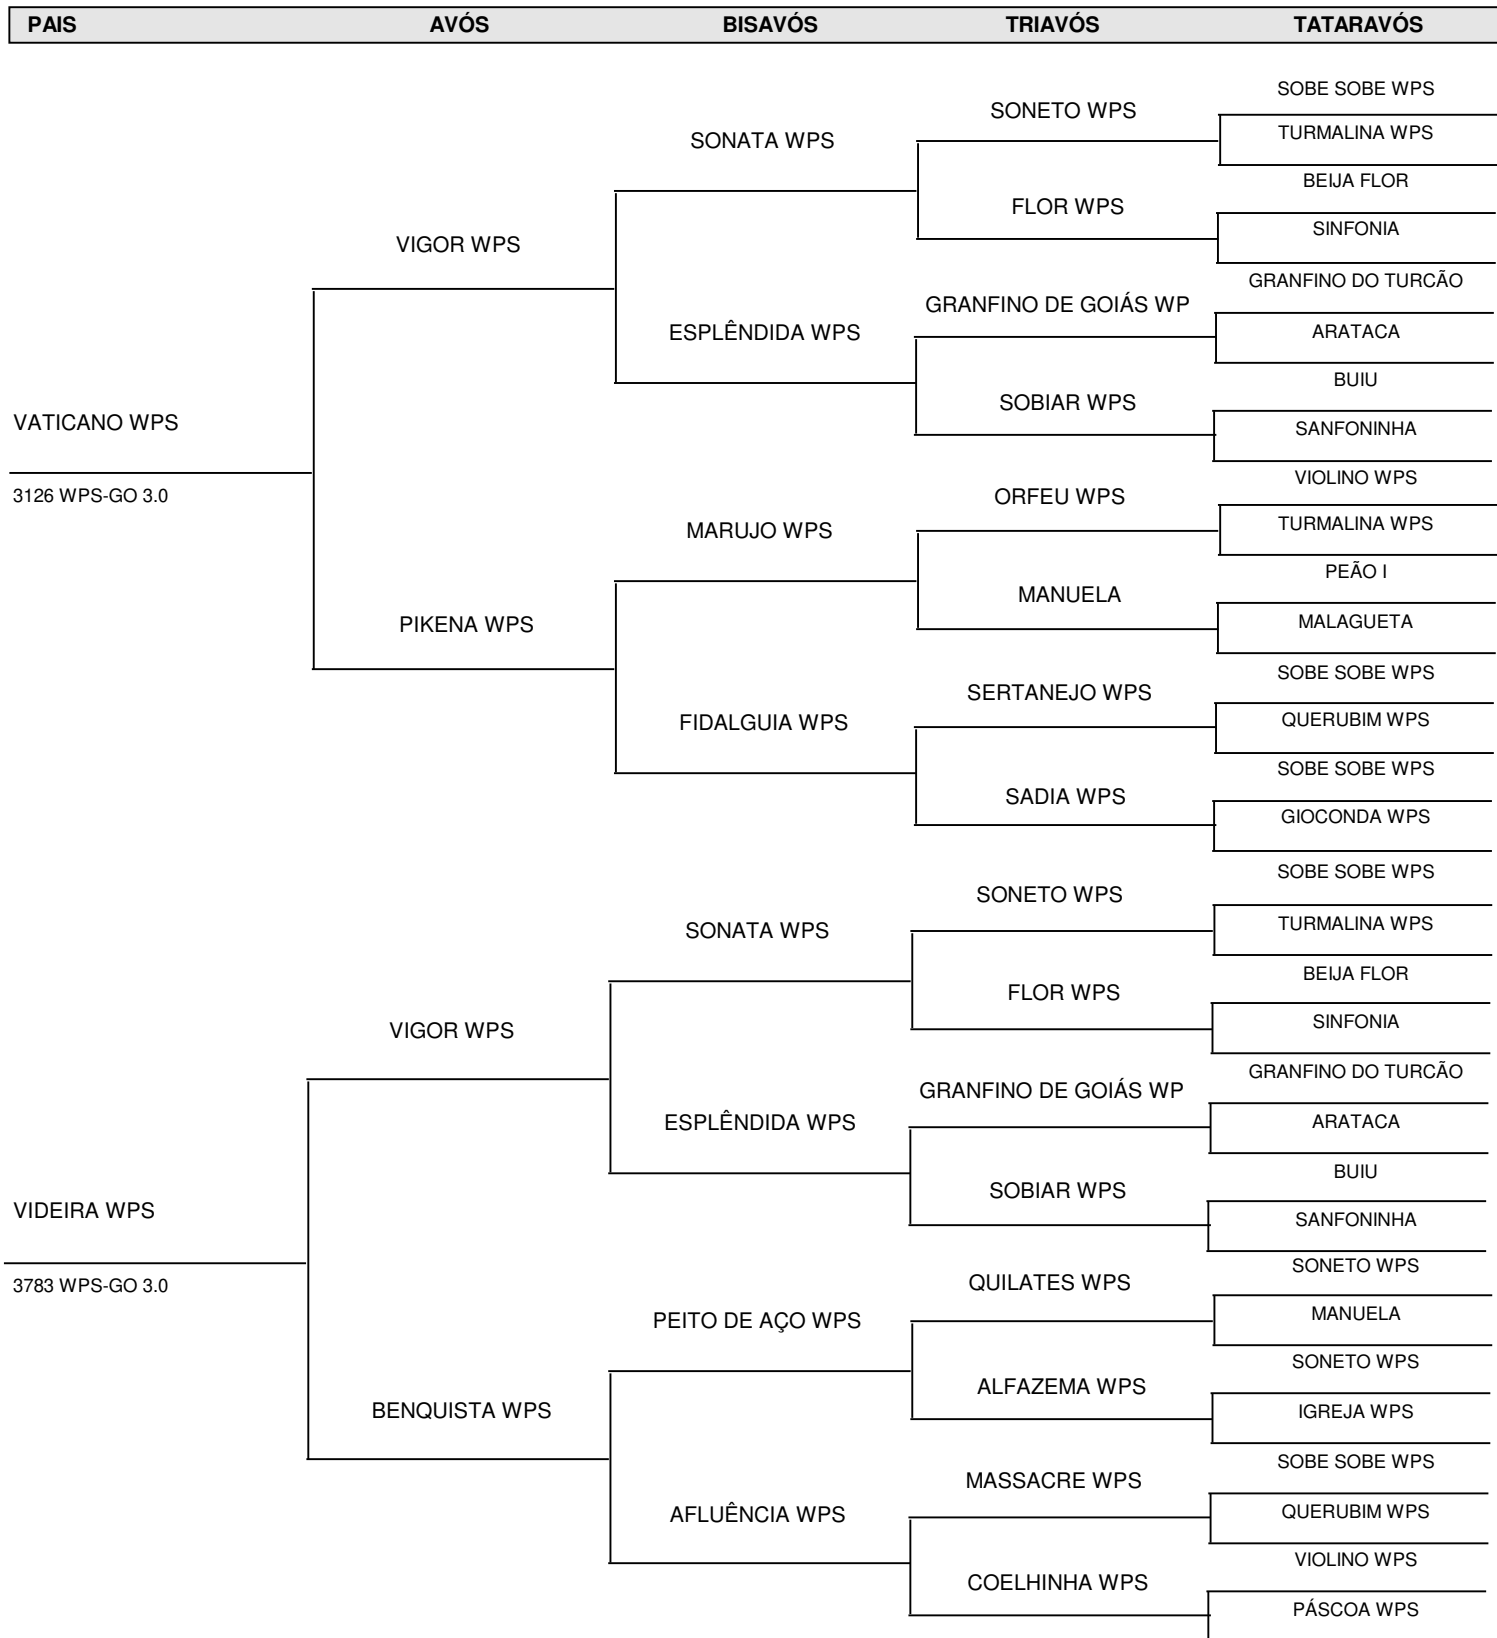 PAIS AVÓS BISAVÓS TRIAVÓS TATARAVÓS
SOBE SOBE WPS
SONETO WPS
TURMALINA WPS
SONATA WPS
BEIJA FLOR
FLOR WPS
SINFONIA
VIGOR WPS
GRANFINO DO TURCÃO
GRANFINO DE GOIÁS WP
ARATACA
ESPLÊNDIDA WPS
BUIU
SOBIAR WPS
SANFONINHA
VATICANO WPS
3126 WPS-GO 3.0
VIOLINO WPS
ORFEU WPS
TURMALINA WPS
MARUJO WPS
PEÃO I
MANUELA
MALAGUETA
PIKENA WPS
SOBE SOBE WPS
SERTANEJO WPS
QUERUBIM WPS
FIDALGUIA WPS
SOBE SOBE WPS
SADIA WPS
GIOCONDA WPS
SOBE SOBE WPS
SONETO WPS
TURMALINA WPS
SONATA WPS
BEIJA FLOR
FLOR WPS
SINFONIA
VIGOR WPS
GRANFINO DO TURCÃO
GRANFINO DE GOIÁS WP
ARATACA
ESPLÊNDIDA WPS
BUIU
SOBIAR WPS
SANFONINHA
VIDEIRA WPS
3783 WPS-GO 3.0
SONETO WPS
QUILATES WPS
MANUELA
PEITO DE AÇO WPS
SONETO WPS
ALFAZEMA WPS
IGREJA WPS
BENQUISTA WPS
SOBE SOBE WPS
MASSACRE WPS
QUERUBIM WPS
AFLUÊNCIA WPS
VIOLINO WPS
COELHINHA WPS
PÁSCOA WPS